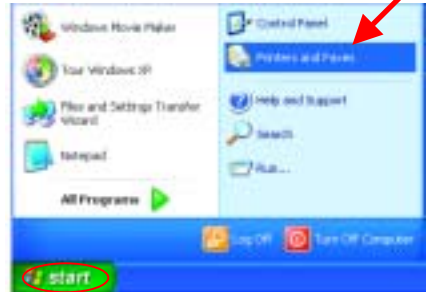 Windows Movie Maker
Tour Windows XP
Files and Settings Transfer
Wizard
Notepad
All Programs
Control Panel
Printers and Faxes
Help and Support
Search
Run...
Log Off
Turn Off Computer
start